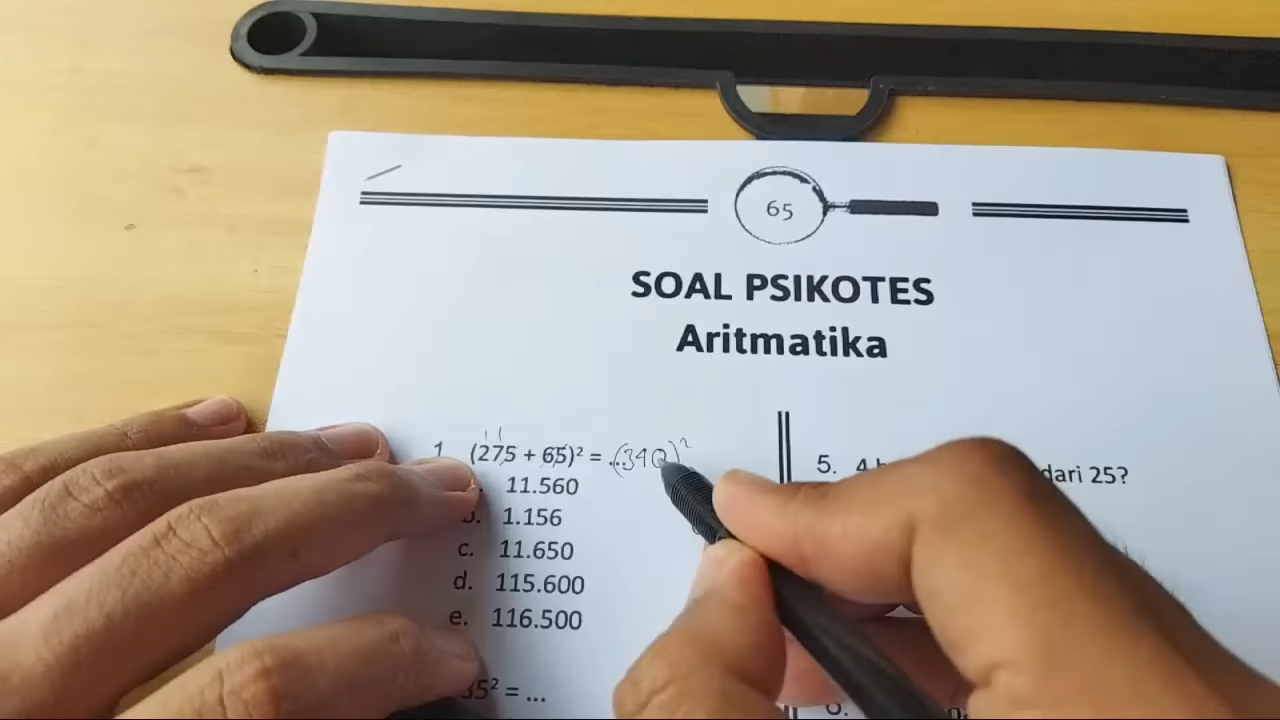 65
SOAL PSIKOTES
Aritmatika
1. (275 + 65)² = ... (340)²
11.560
b. 1.156
c. 11.650
d. 115.600
e. 116.500
35² = ...
5. 4 dari 25?
6.